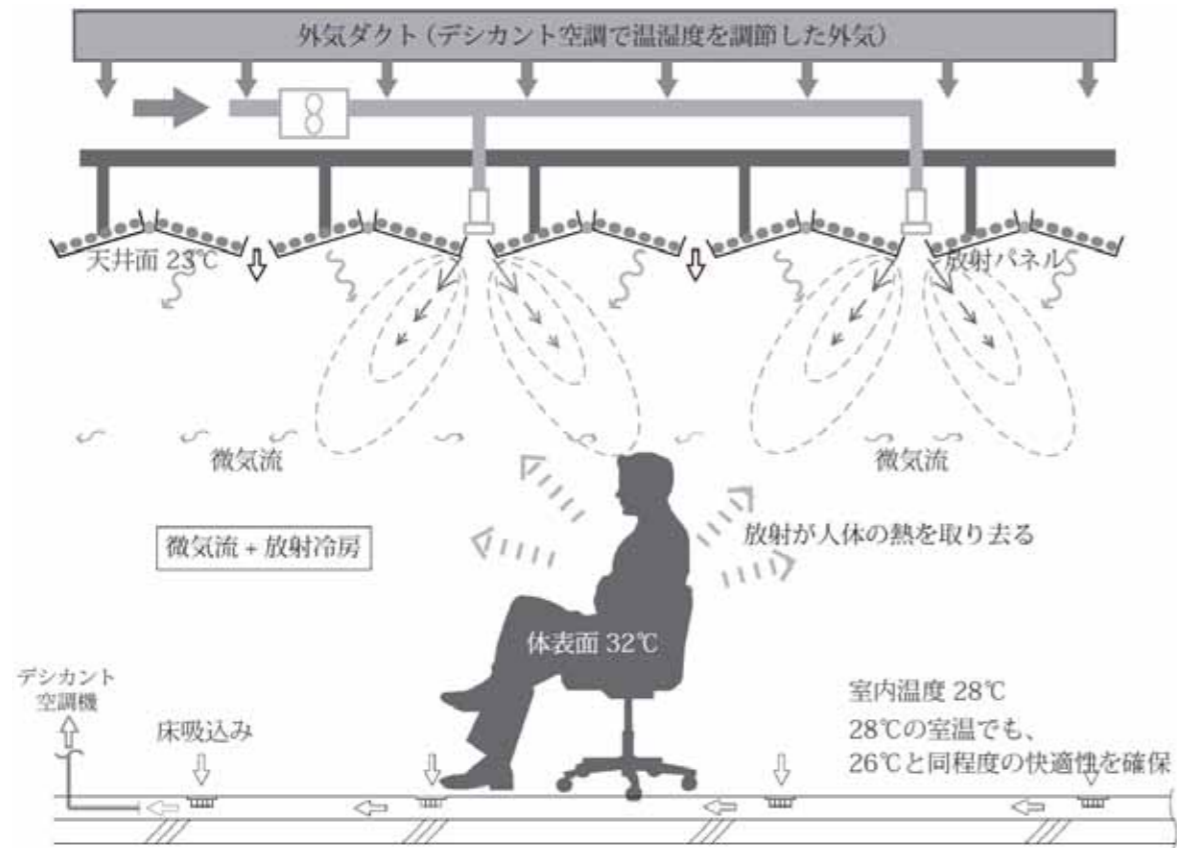 外気ダクト（デシカント空調で温湿度を調節した外気）
天井面 23℃
放射パネル
微気流
微気流
微気流 + 放射冷房
放射が人体の熱を取り去る
体表面 32℃
デシカント
空調機
床吸込み
室内温度 28℃
28℃の室温でも、
26℃と同程度の快適性を確保